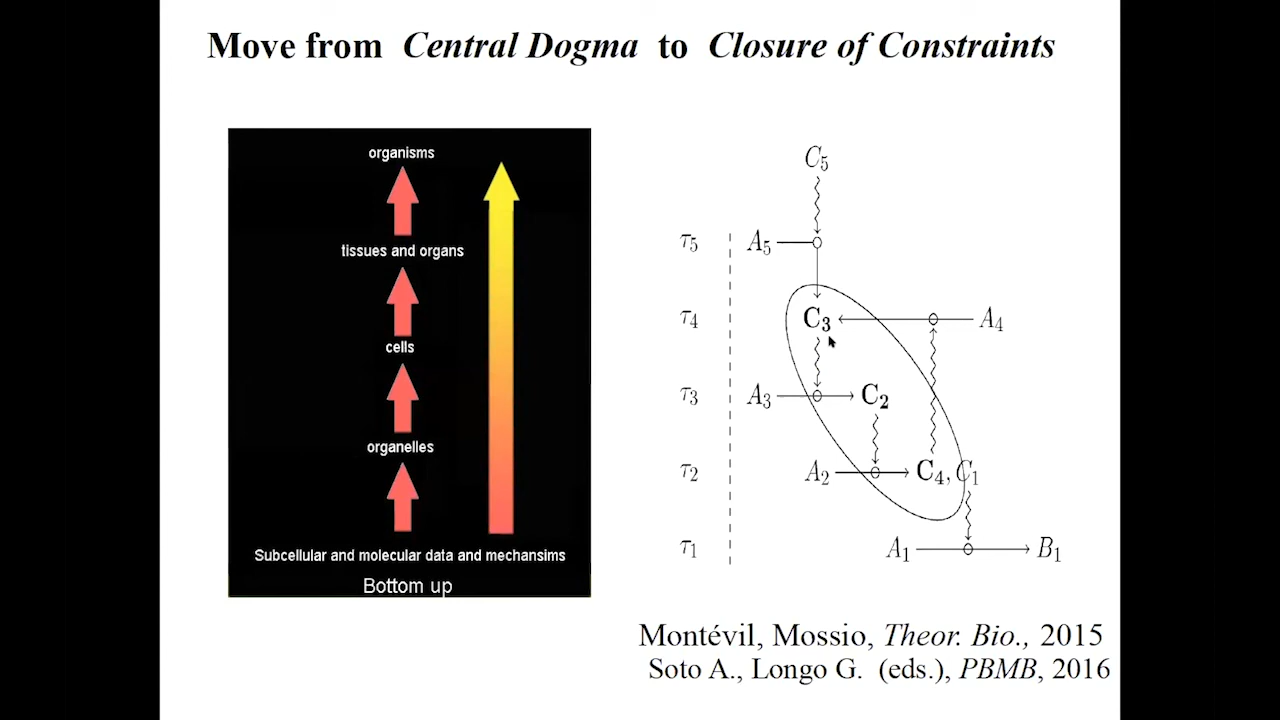 Move from Central Dogma to Closure of Constraints
organisms
tissues and organs
cells
organelles
Subcellular and molecular data and mechansims
Bottom up
C5
τ5 A5
τ4 C3 A4
τ3 A3 C2
τ2 A2 C4, C1
τ1 A1 B1
Montévil, Mossio, Theor. Bio., 2015
Soto A., Longo G. (eds.), PBMB, 2016